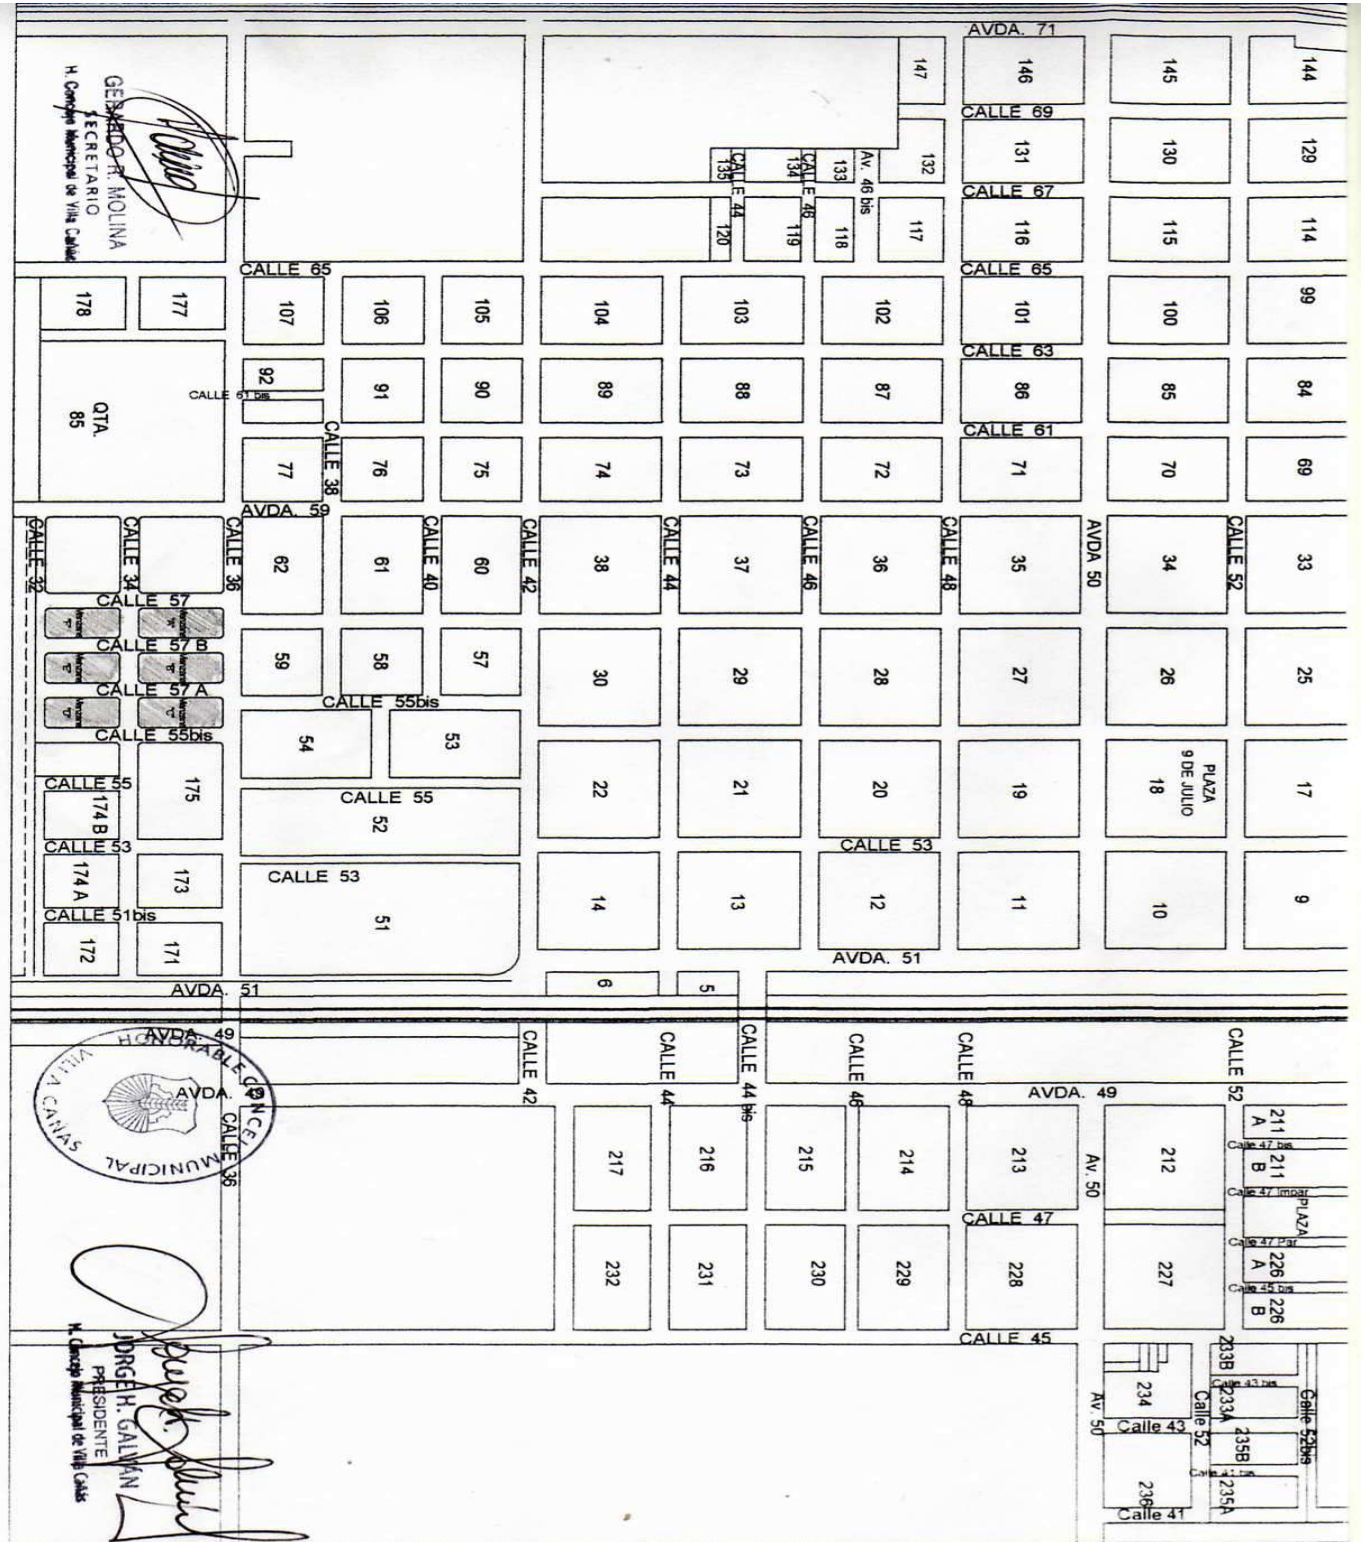 AVDA. 71
147
146
145
144
CALLE 69
132
131
130
129
135
CALLE 44
134
CALLE 46
133
Av. 46 bis
CALLE 67
120
119
118
117
116
115
114
CALLE 65
CALLE 65
178
177
107
106
105
104
103
102
101
100
99
CALLE 63
92
91
90
89
88
87
86
85
84
CALLE 61 bis
QTA.
85
CALLE 61
77
CALLE 38
76
75
74
73
72
71
70
69
AVDA. 59
CALLE 32
CALLE 34
CALLE 36
62
61
CALLE 40
60
CALLE 42
38
CALLE 44
37
CALLE 46
36
CALLE 48
35
AVDA 50
34
CALLE 52
33
CALLE 57
Manzana
Manzana
CALLE 57 B
Manzana
Manzana
CALLE 57 A
Manzana
Manzana
CALLE 55bis
59
58
57
30
29
28
27
26
25
CALLE 55bis
54
53
175
22
21
20
19
PLAZA
9 DE JULIO
18
17
CALLE 55
CALLE 55
174 B
52
CALLE 53
CALLE 53
CALLE 53
174 A
173
51
14
13
12
11
10
9
CALLE 51bis
172
171
AVDA. 51
6
5
AVDA. 51
AVDA. 49
CALLE 42
CALLE 44
CALLE 44 bis
CALLE 46
CALLE 48
CALLE 52
AVDA. 49
AVDA. 49
CALLE 36
217
216
215
214
213
Av. 50
212
211
A
Calle 47 bis
211
B
Calle 47 Impar
PLAZA
CALLE 47
Calle 47 Par
232
231
230
229
228
227
226
A
Calle 45 bis
226
B
CALLE 45
233B
Calle 43 bis
234
233A
Calle 52
Calle 52bis
Av. 50
Calle 43
235B
Calle 41 bis
236
235A
Calle 41
GERARDO R. MOLINA
SECRETARIO
H. Concejo Municipal de Villa Cañás
HONORABLE CONCEJ MUNICIPAL
VILLA CAÑAS
JORGE H. GALVÁN
PRESIDENTE
H. Concejo Municipal de Villa Cañás